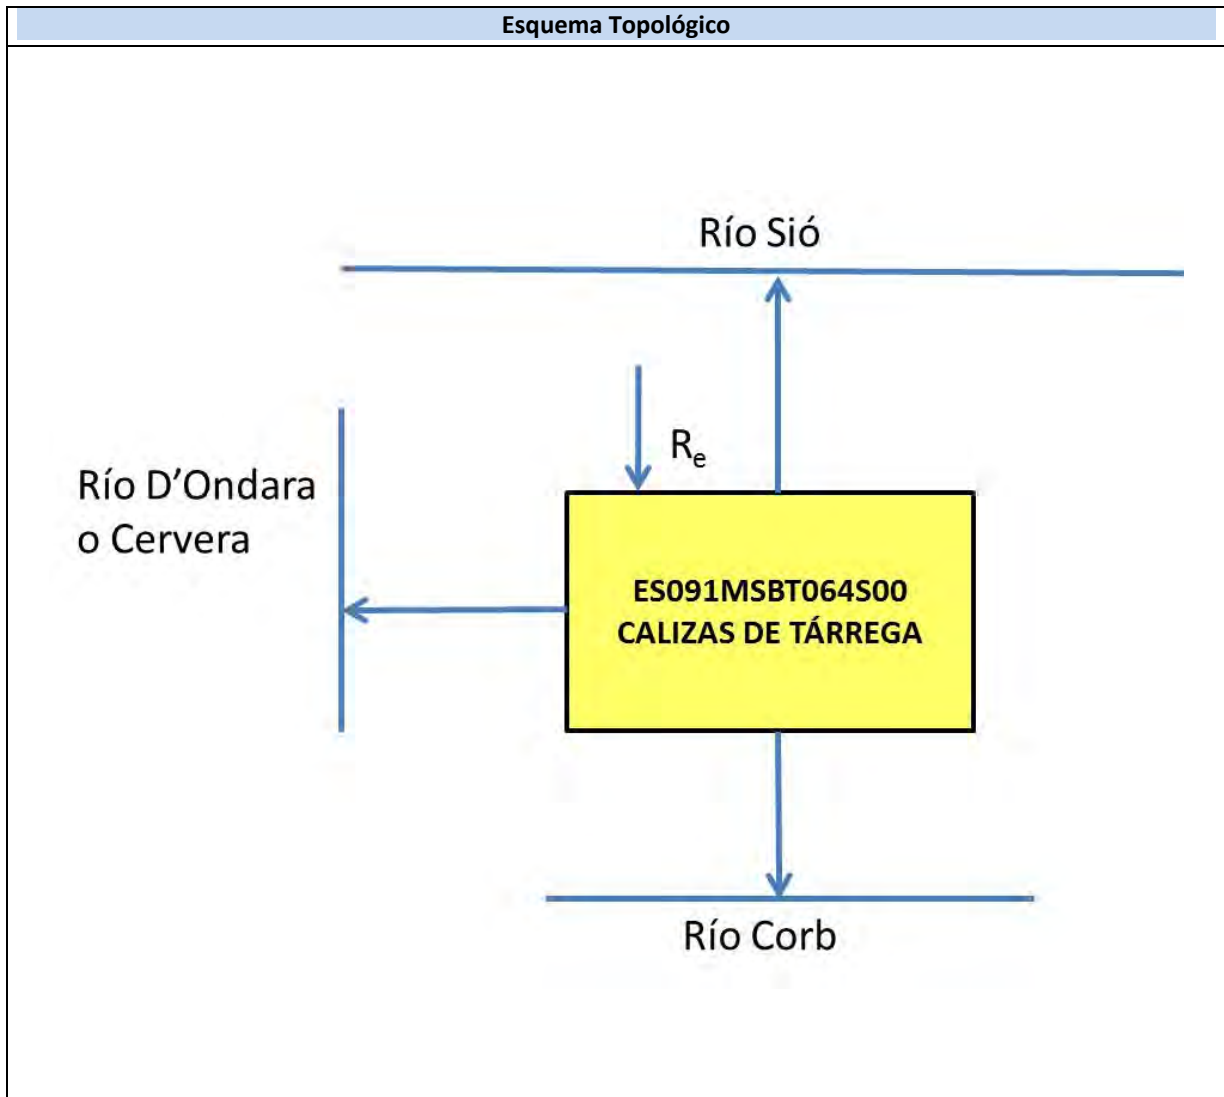 Esquema Topológico
Río Sió
Re
Río D’Ondara
o Cervera
ES091MSBT064S00
CALIZAS DE TÁRREGA
Río Corb